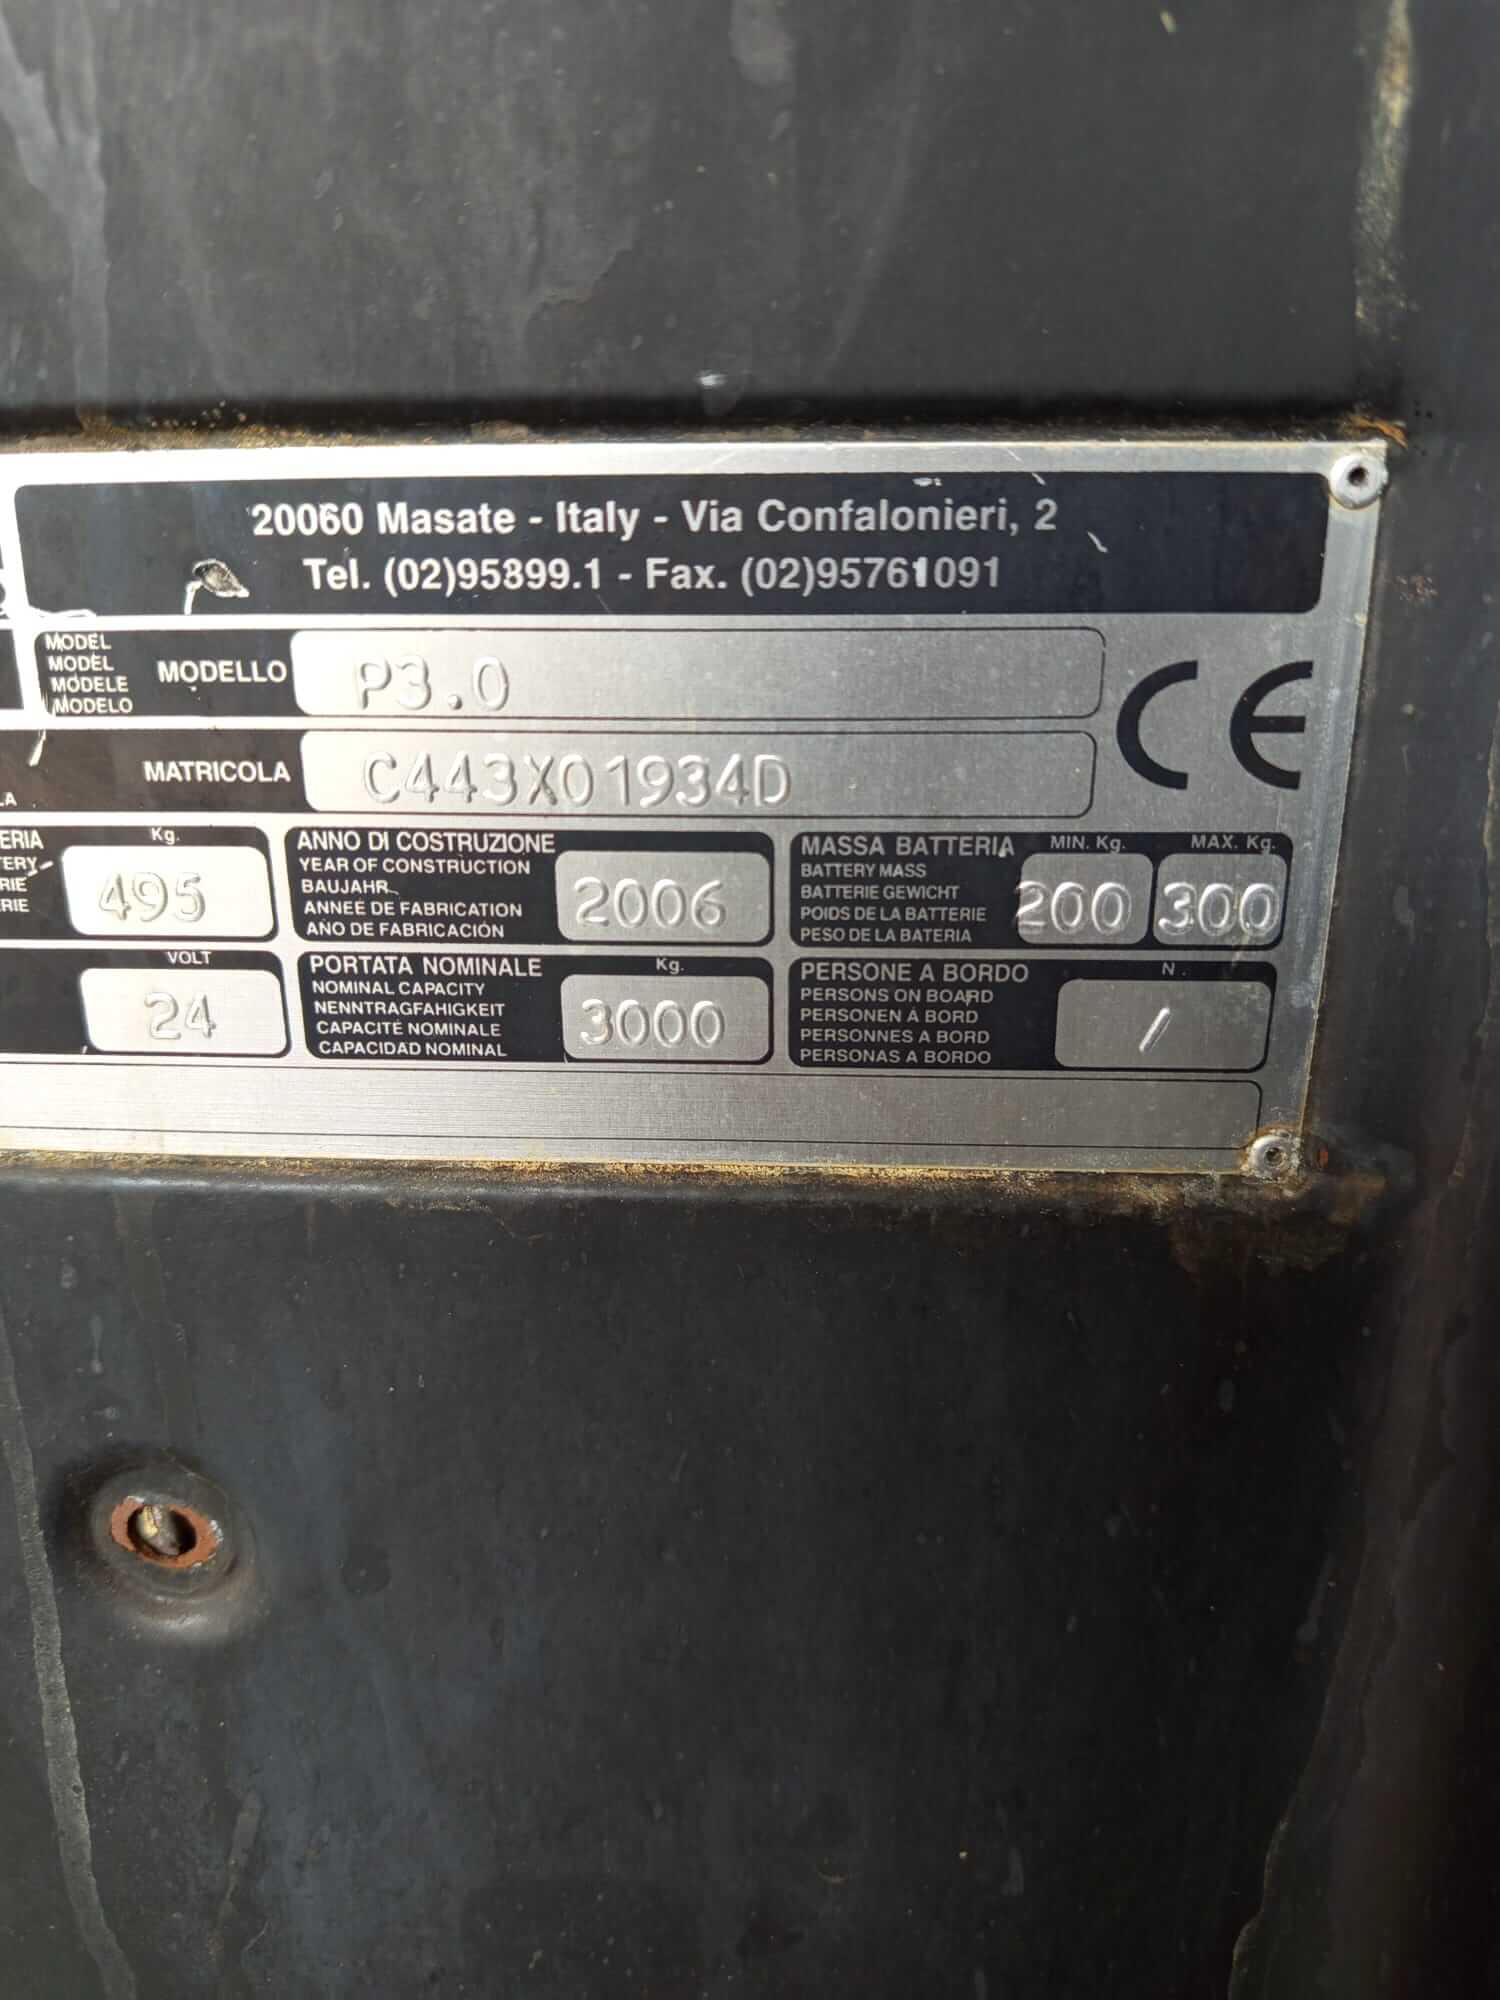 20060 Masate - Italy - Via Confalonieri, 2
Tel. (02)95899.1 - Fax. (02)95761091
MODEL
MODEL
MODÈLE
MODELO
MODELLO
P3.0
MATRICOLA
C443X01934D
Kg.
495
ANNO DI COSTRUZIONE
YEAR OF CONSTRUCTION
BAUJAHR
ANNEÉ DE FABRICATION
AÑO DE FABRICACIÓN
2006
MASSA BATTERIA
BATTERY MASS
BATTERIE GEWICHT
POIDS DE LA BATTERIE
PESO DE LA BATERIA
MIN. Kg.
200
MAX. Kg.
300
VOLT
24
PORTATA NOMINALE
NOMINAL CAPACITY
NENNTRAGFAHIGKEIT
CAPACITÉ NOMINALE
CAPACIDAD NOMINAL
Kg.
3000
PERSONE A BORDO
PERSONS ON BOARD
PERSONEN À BORD
PERSONNES A BORD
PERSONAS A BORDO
N.
/
CE